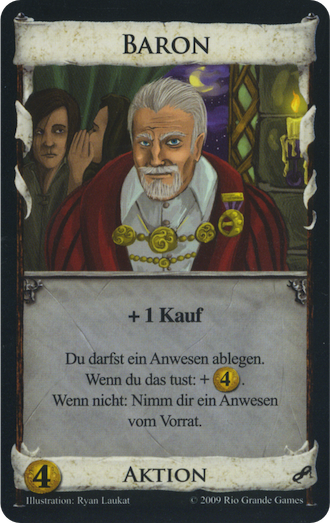 BARON
+ 1 Kauf
Du darfst ein Anwesen ablegen.
Wenn du das tust: + 4.
Wenn nicht: Nimm dir ein Anwesen
vom Vorrat.
4 AKTION
Illustration: Ryan Laukat © 2009 Rio Grande Games